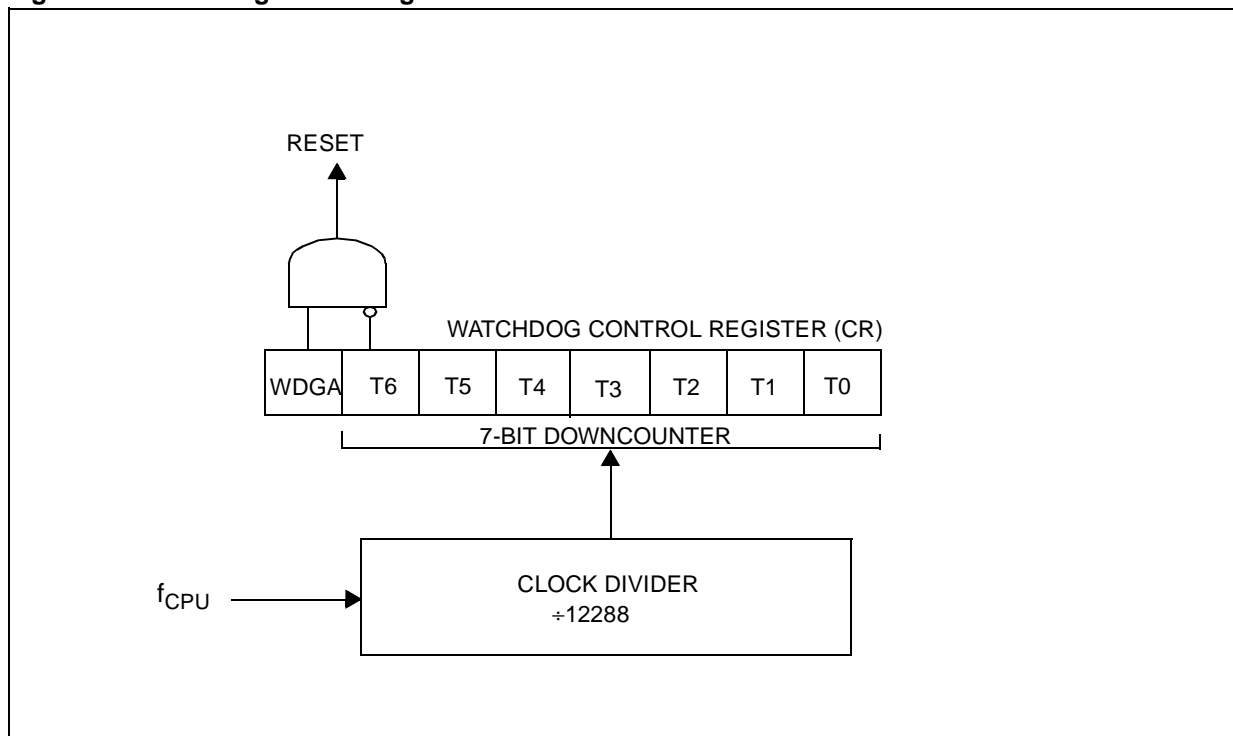 RESET
WATCHDOG CONTROL REGISTER (CR)
WDGA T6 T5 T4 T3 T2 T1 T0
7-BIT DOWNCOUNTER
fCPU
CLOCK DIVIDER
÷12288